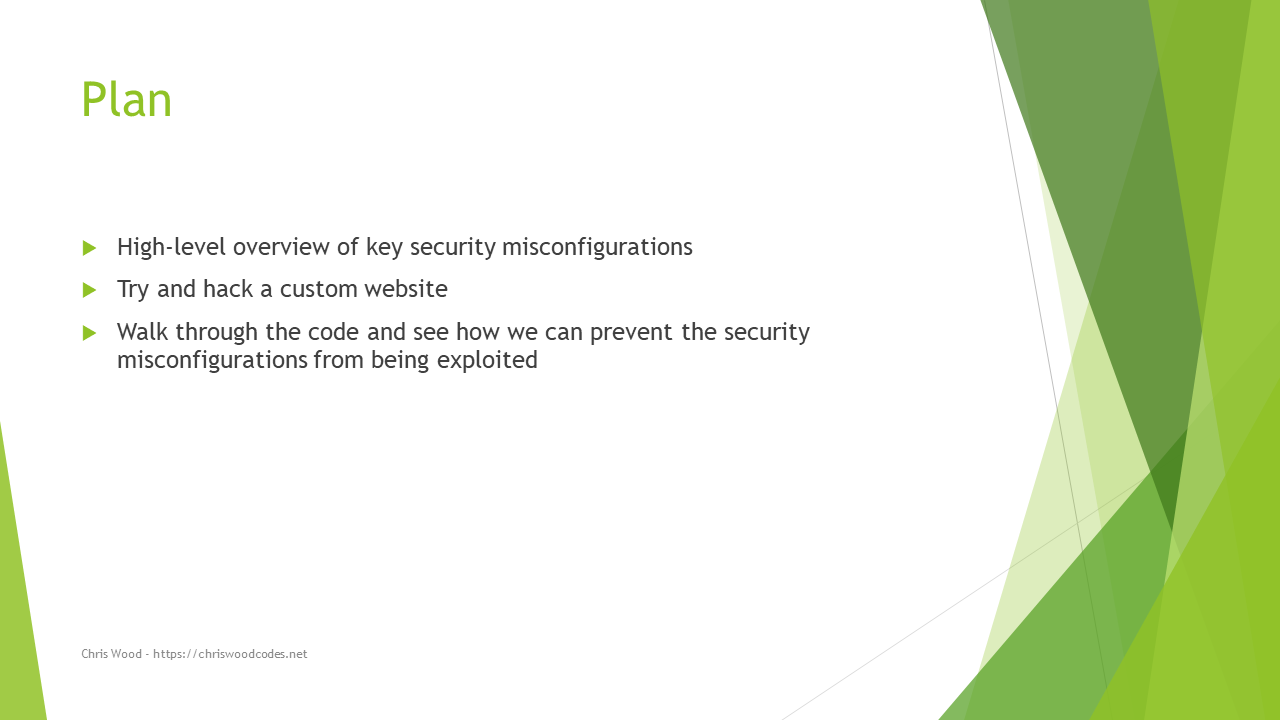 Plan
High-level overview of key security misconfigurations
Try and hack a custom website
Walk through the code and see how we can prevent the security
misconfigurations from being exploited
Chris Wood - https://chriswoodcodes.net